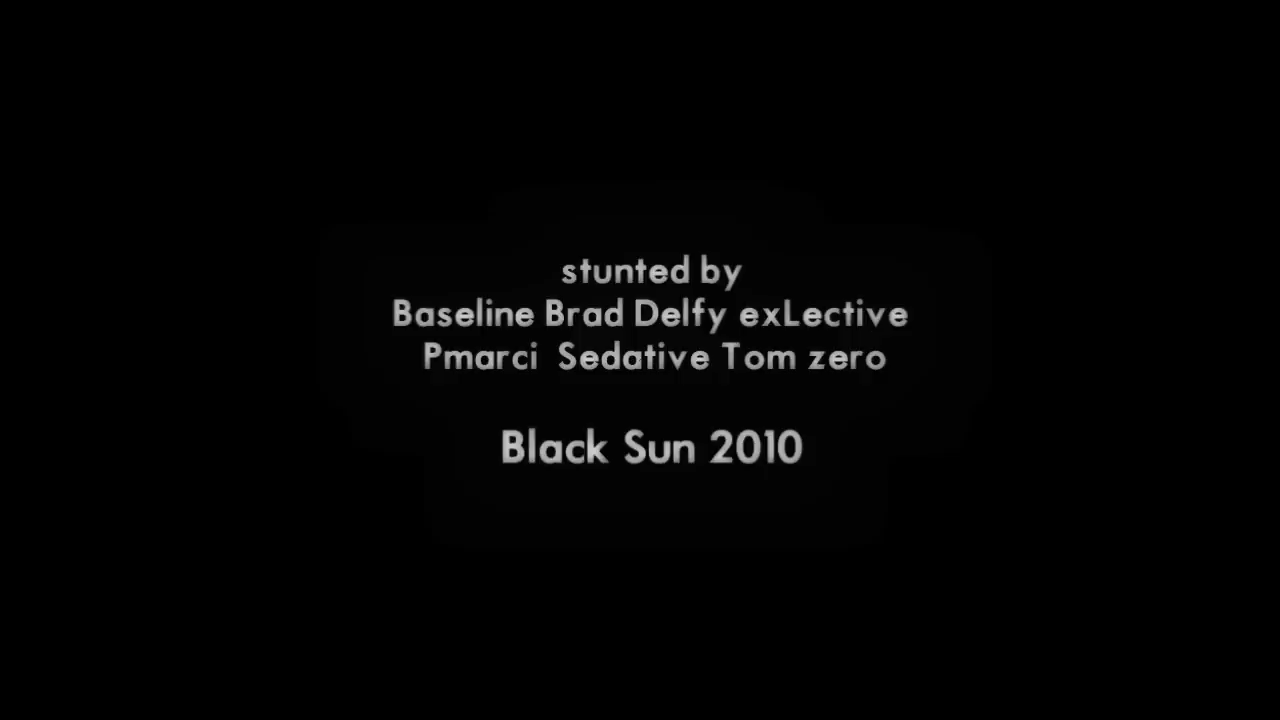 stunted by
Baseline Brad Delfy exLective
Pmarci Sedative Tom zero
Black Sun 2010